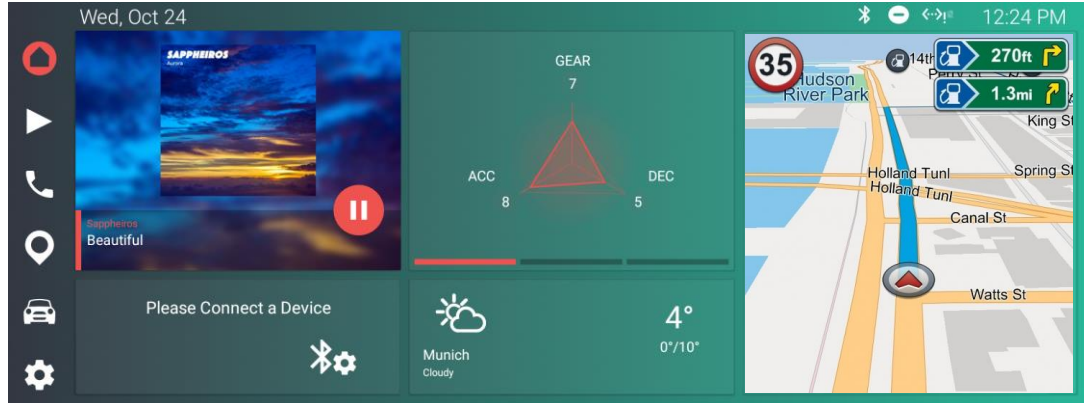 Wed, Oct 24
12:24 PM
SAPPHEIROS
Aurora
Sappheiros
Beautiful
GEAR
7
ACC
8
DEC
5
Please Connect a Device
Munich
Cloudy
4°
0°/10°
35
Hudson
River Park
14th
270ft
1.3mi
King St
Spring St
Holland Tunl
Holland Tunl
Canal St
Watts St